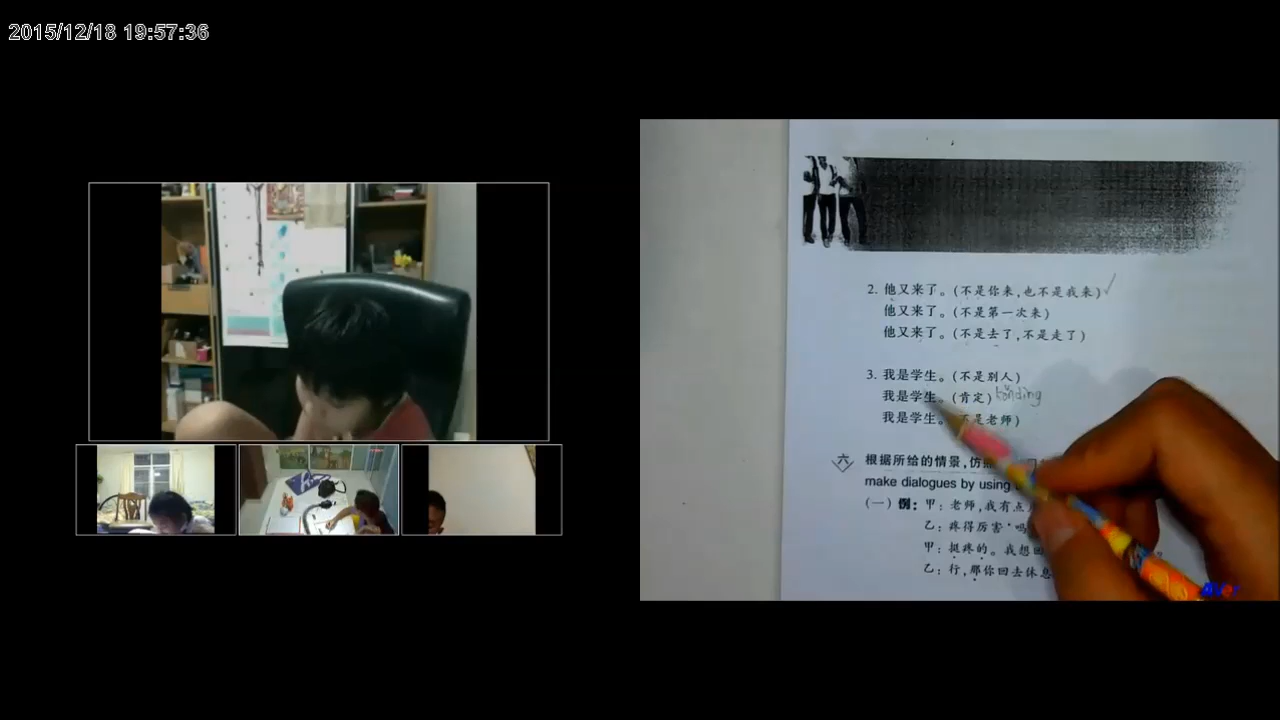 2015/12/18 19:57:36
2. 他又来了。(不是你来,也不是我来)
他又来了。(不是第一次来)
他又来了。(不是去了,不是走了)
3. 我是学生。(不是别人)
我是学生。(肯定) kěnding
我是学生。 是老师)
六 根据所给的情景,仿
make dialogues by using
(一) 例: 甲: 老师,我有点
乙: 疼得厉害
甲: 挺疼的。我想
乙: 行,那你回去休息
AVer